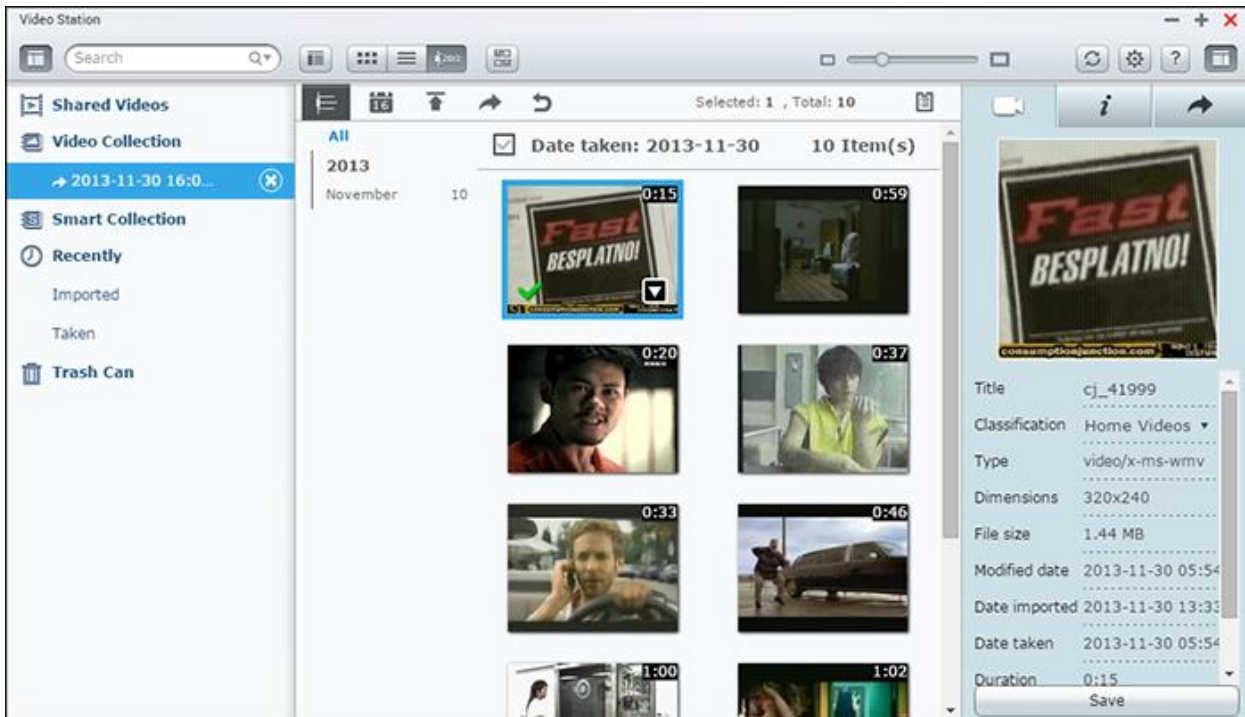 Video Station
Search
Shared Videos
Video Collection
2013-11-30 16:0...
Smart Collection
Recently
Imported
Taken
Trash Can
16
Selected: 1 , Total: 10
All
2013
November 10
Date taken: 2013-11-30 10 Item(s)
0:15
Fast
BESPLATNO!
consumptionjunction.com
0:59
0:20
0:37
0:33
0:46
1:00
1:02
i
Fast
BESPLATNO!
consumptionjunction.com
Title cj_41999
Classification Home Videos
Type video/x-ms-wmv
Dimensions 320x240
File size 1.44 MB
Modified date 2013-11-30 05:54
Date imported 2013-11-30 13:33
Date taken 2013-11-30 05:54
Duration 0:15
Save